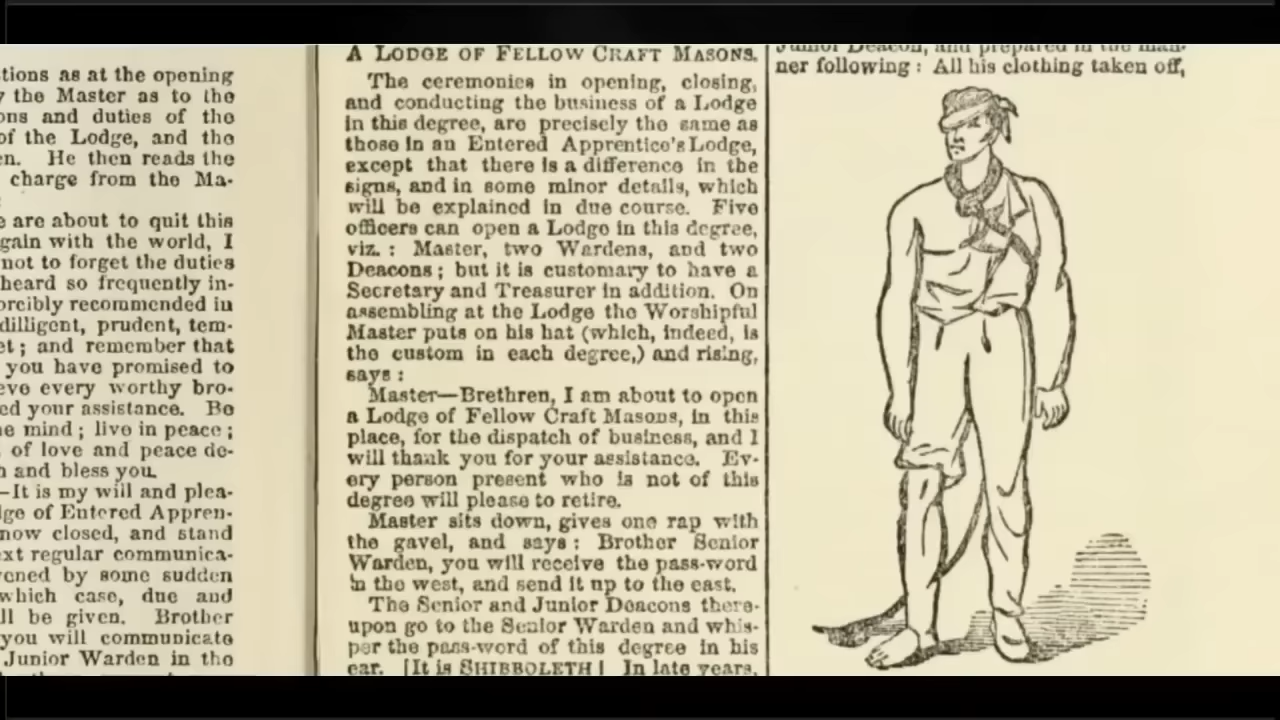 tions as at the opening
the Master as to the
ons and duties of the
of the Lodge, and the
en. He then reads the
charge from the Ma-
e are about to quit this
gain with the world, I
not to forget the duties
heard so frequently in-
orcibly recommended in
dilligent, prudent, tem-
et ; and remember that
you have promised to
eve every worthy bro-
ed your assistance. Be
e mind ; live in peace ;
of love and peace de-
h and bless you.
—It is my will and plea-
ge of Entered Appren-
now closed, and stand
ext regular communica-
vened by some sudden
which case, due and
ll be given. Brother
you will communicate
Junior Warden in the
A LODGE OF FELLOW CRAFT MASONS.
The ceremonies in opening, closing,
and conducting the business of a Lodge
in this degree, are precisely the same as
those in an Entered Apprentice's Lodge,
except that there is a difference in the
signs, and in some minor details, which
will be explained in due course. Five
officers can open a Lodge in this degree,
viz. : Master, two Wardens, and two
Deacons ; but it is customary to have a
Secretary and Treasurer in addition. On
assembling at the Lodge the Worshipful
Master puts on his hat (which, indeed, is
the custom in each degree,) and rising,
says :
Master—Brethren, I am about to open
a Lodge of Fellow Craft Masons, in this
place, for the dispatch of business, and I
will thank you for your assistance. Ev-
ery person present who is not of this
degree will please to retire.
Master sits down, gives one rap with
the gavel, and says : Brother Senior
Warden, you will receive the pass-word
in the west, and send it up to the east.
The Senior and Junior Deacons there-
upon go to the Senior Warden and whis-
per the pass-word of this degree in his
ear. [It is SHIBBOLETH] In late years,
Junior Deacon, and prepared in the man-
ner following : All his clothing taken off,